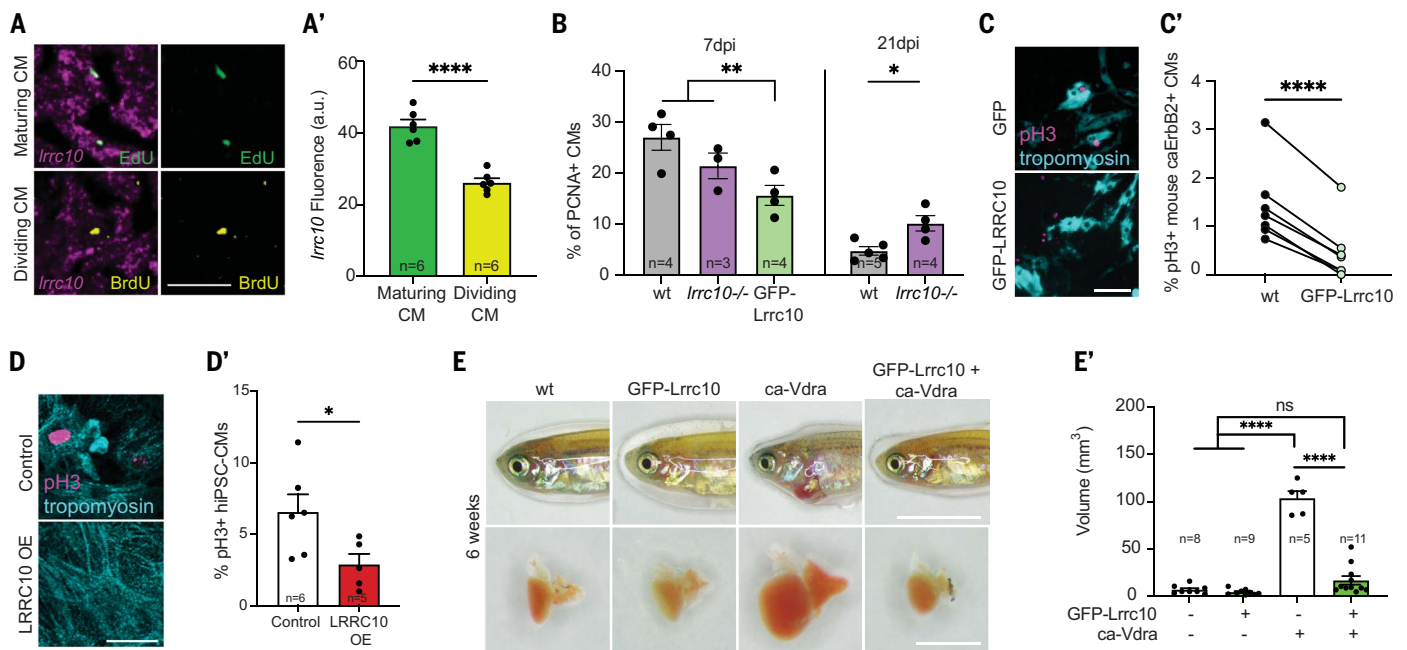 A
Maturing CM
lrrc10
EdU
EdU
Dividing CM
lrrc10
BrdU
BrdU
A'
lrrc10 Fluorence (a.u.)
60
40
20
0
****
n=6
n=6
Maturing
CM
Dividing
CM
B
% of PCNA+ CMs
40
30
20
10
0
7dpi
21dpi
**
*
n=4
n=3
n=4
n=5
n=4
wt
lrrc10-/-
GFP-
Lrrc10
wt
lrrc10-/-
C
GFP
pH3
tropomyosin
GFP-LRRC10
C'
% pH3+ mouse caErbB2+ CMs
4
3
2
1
0
****
wt
GFP-Lrrc10
D
Control
pH3
tropomyosin
LRRC10 OE
D'
% pH3+ hiPSC-CMs
15
10
5
0
*
n=6
n=5
Control
LRRC10
OE
E
wt
GFP-Lrrc10
ca-Vdra
GFP-Lrrc10 +
ca-Vdra
6 weeks
E'
Volume (mm3)
200
150
100
50
0
ns
****
****
n=8
n=9
n=5
n=11
GFP-Lrrc10 - + - +
ca-Vdra - - + +